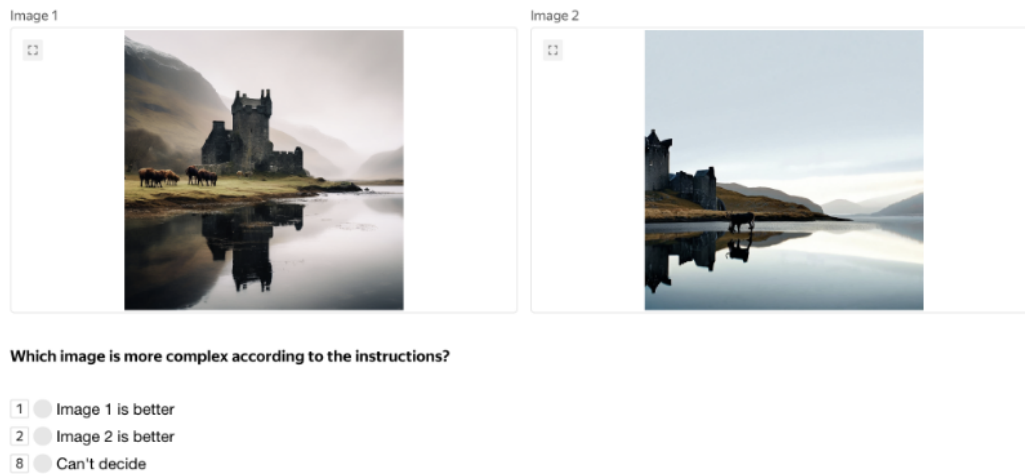 Image 1
Image 2
Which image is more complex according to the instructions?
1 Image 1 is better
2 Image 2 is better
8 Can't decide